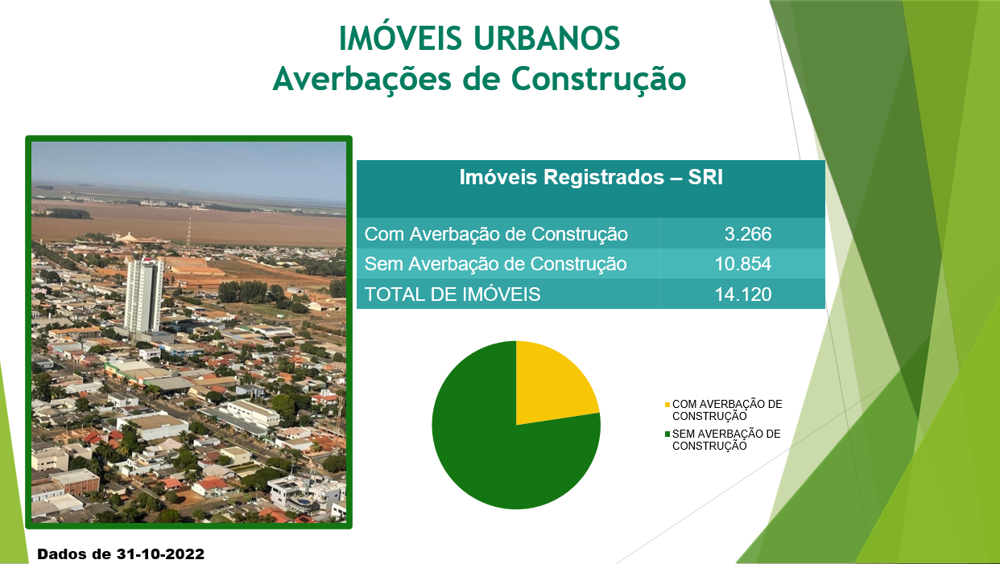 IMÓVEIS URBANOS
Averbações de Construção
Imóveis Registrados – SRI
Com Averbação de Construção 3.266
Sem Averbação de Construção 10.854
TOTAL DE IMÓVEIS 14.120
COM AVERBAÇÃO DE
CONSTRUÇÃO
SEM AVERBAÇÃO DE
CONSTRUÇÃO
Dados de 31-10-2022